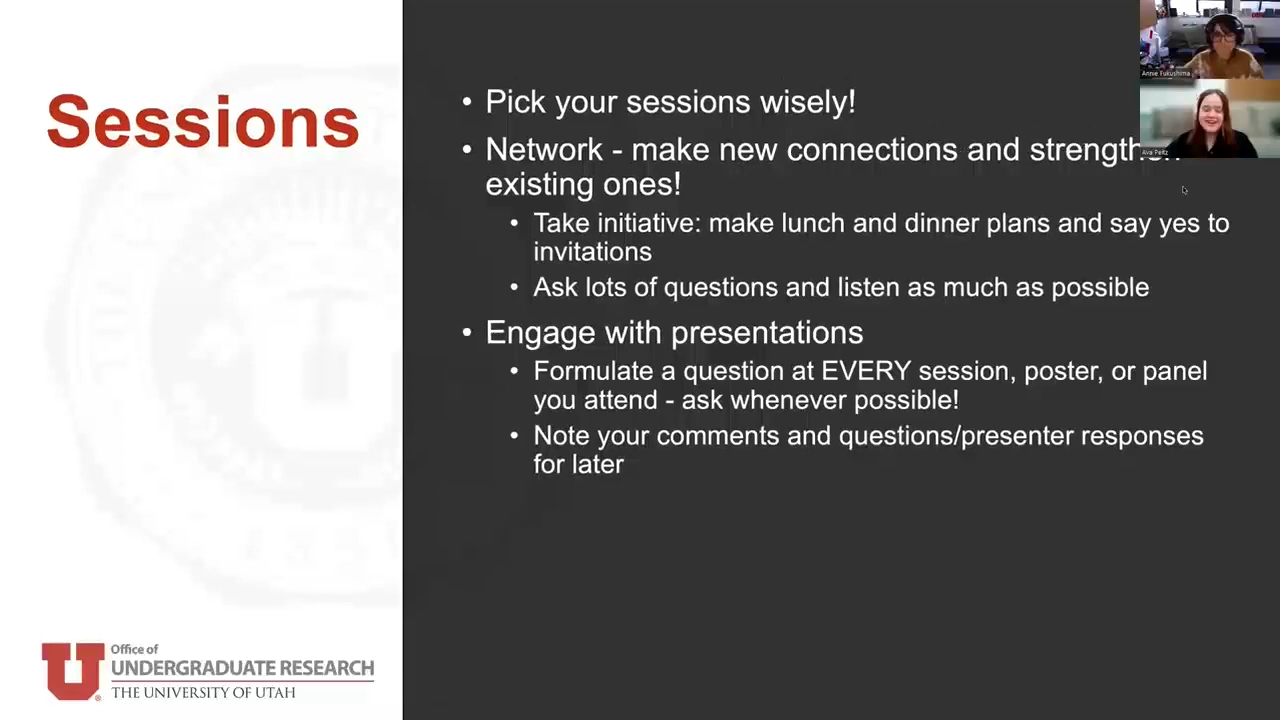 Sessions
• Pick your sessions wisely!
• Network - make new connections and strengthen
existing ones!
• Take initiative: make lunch and dinner plans and say yes to
invitations
• Ask lots of questions and listen as much as possible
• Engage with presentations
• Formulate a question at EVERY session, poster, or panel
you attend - ask whenever possible!
• Note your comments and questions/presenter responses
for later
Annie Fukushima
Ava Peitz
Office of
UNDERGRADUATE RESEARCH
THE UNIVERSITY OF UTAH